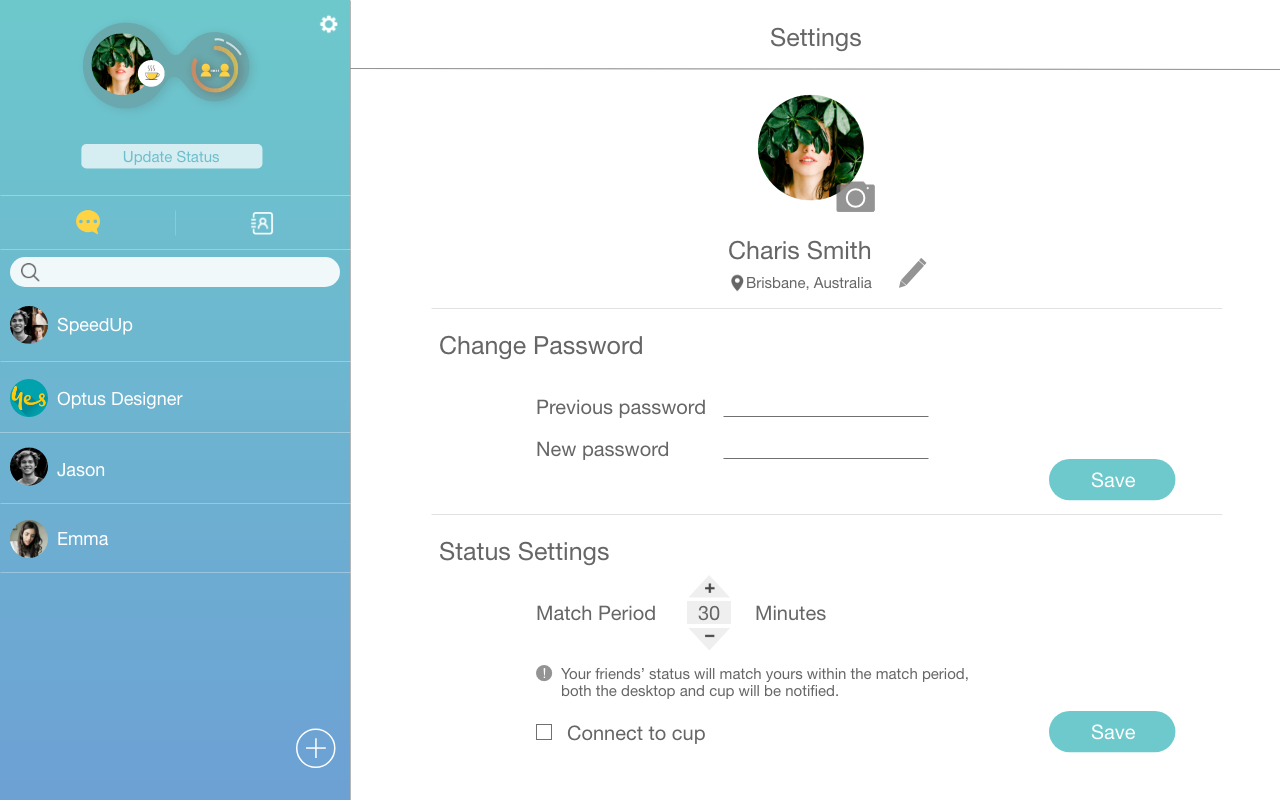 Settings
Update Status
SpeedUp
yes
Optus Designer
Jason
Emma
Charis Smith
Brisbane, Australia
Change Password
Previous password
New password
Save
Status Settings
+
Match Period 30 Minutes
−
! Your friends’ status will match yours within the match period,
both the desktop and cup will be notified.
Connect to cup
Save